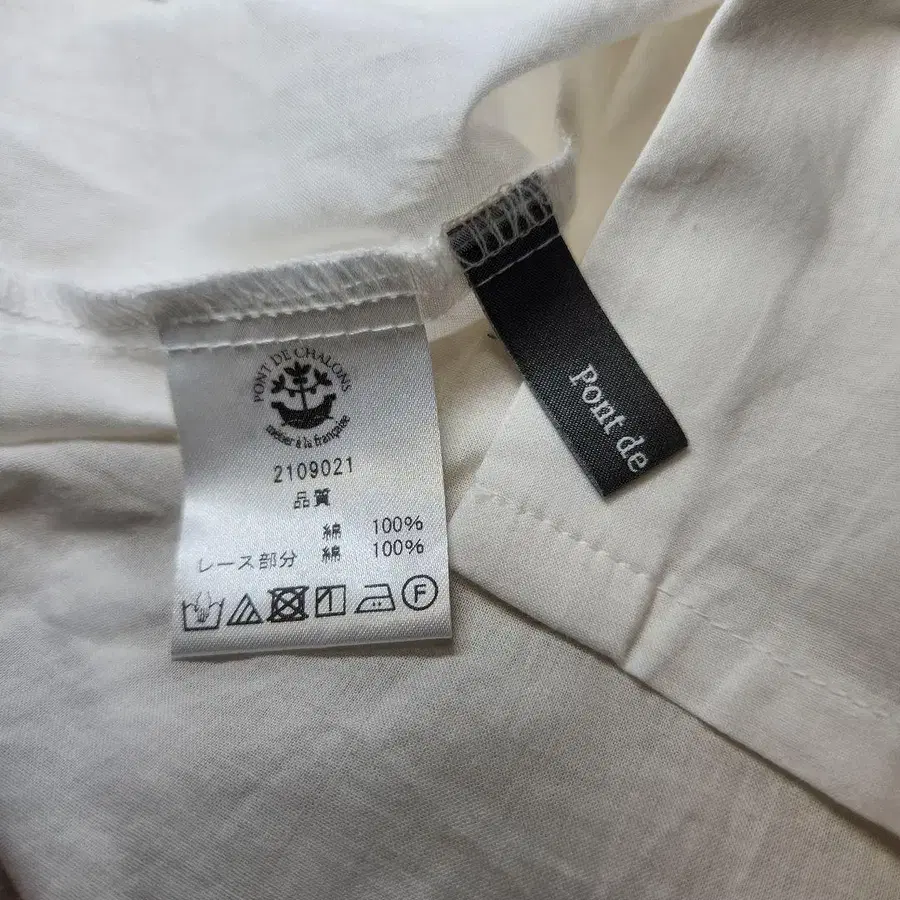 PONT DE CHALONS
métier à la française
2109021
品質
綿 100%
レース部分 綿 100%
F
Pont de